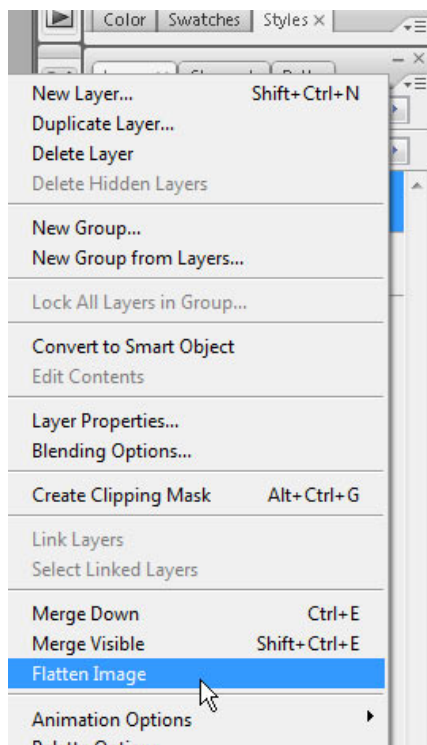 Color Swatches Styles ×
New Layer... Shift+Ctrl+N
Duplicate Layer...
Delete Layer
Delete Hidden Layers
New Group...
New Group from Layers...
Lock All Layers in Group...
Convert to Smart Object
Edit Contents
Layer Properties...
Blending Options...
Create Clipping Mask Alt+Ctrl+G
Link Layers
Select Linked Layers
Merge Down Ctrl+E
Merge Visible Shift+Ctrl+E
Flatten Image
Animation Options